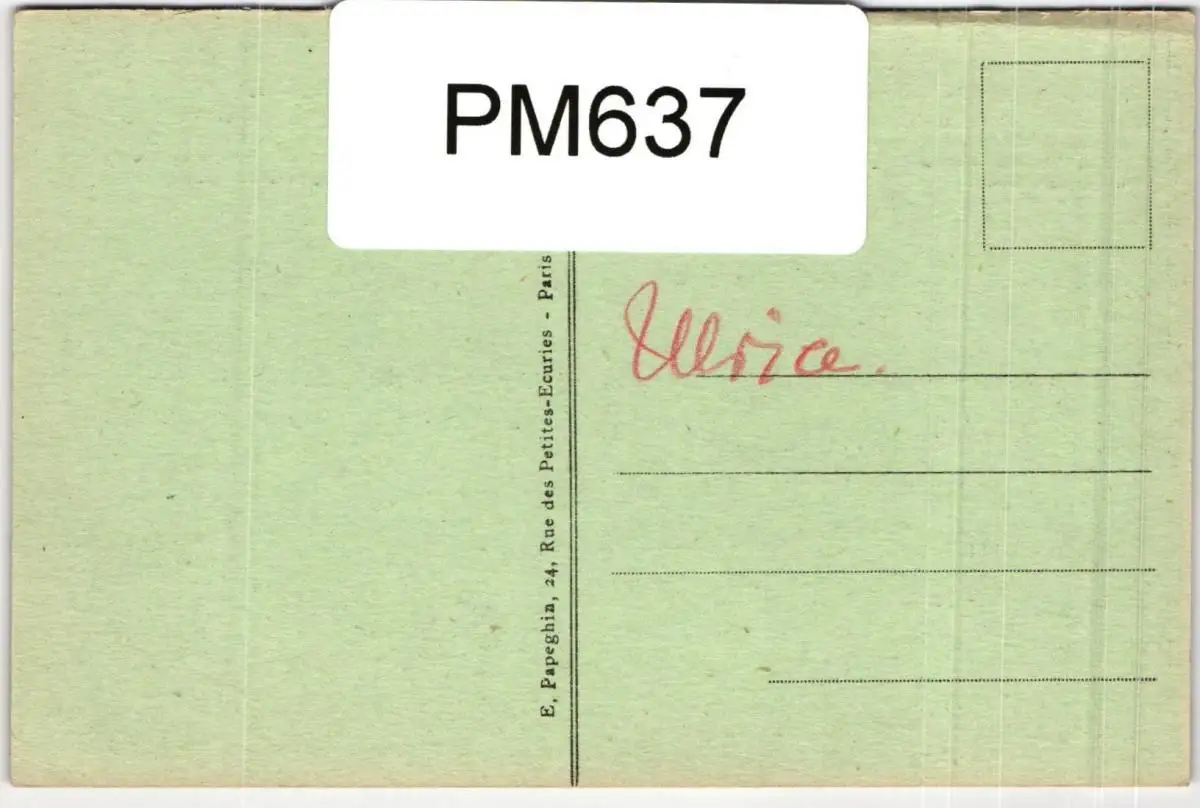 PM637
E. Papeghin, 24, Rue des Petites-Ecuries - Paris
Ulrica.